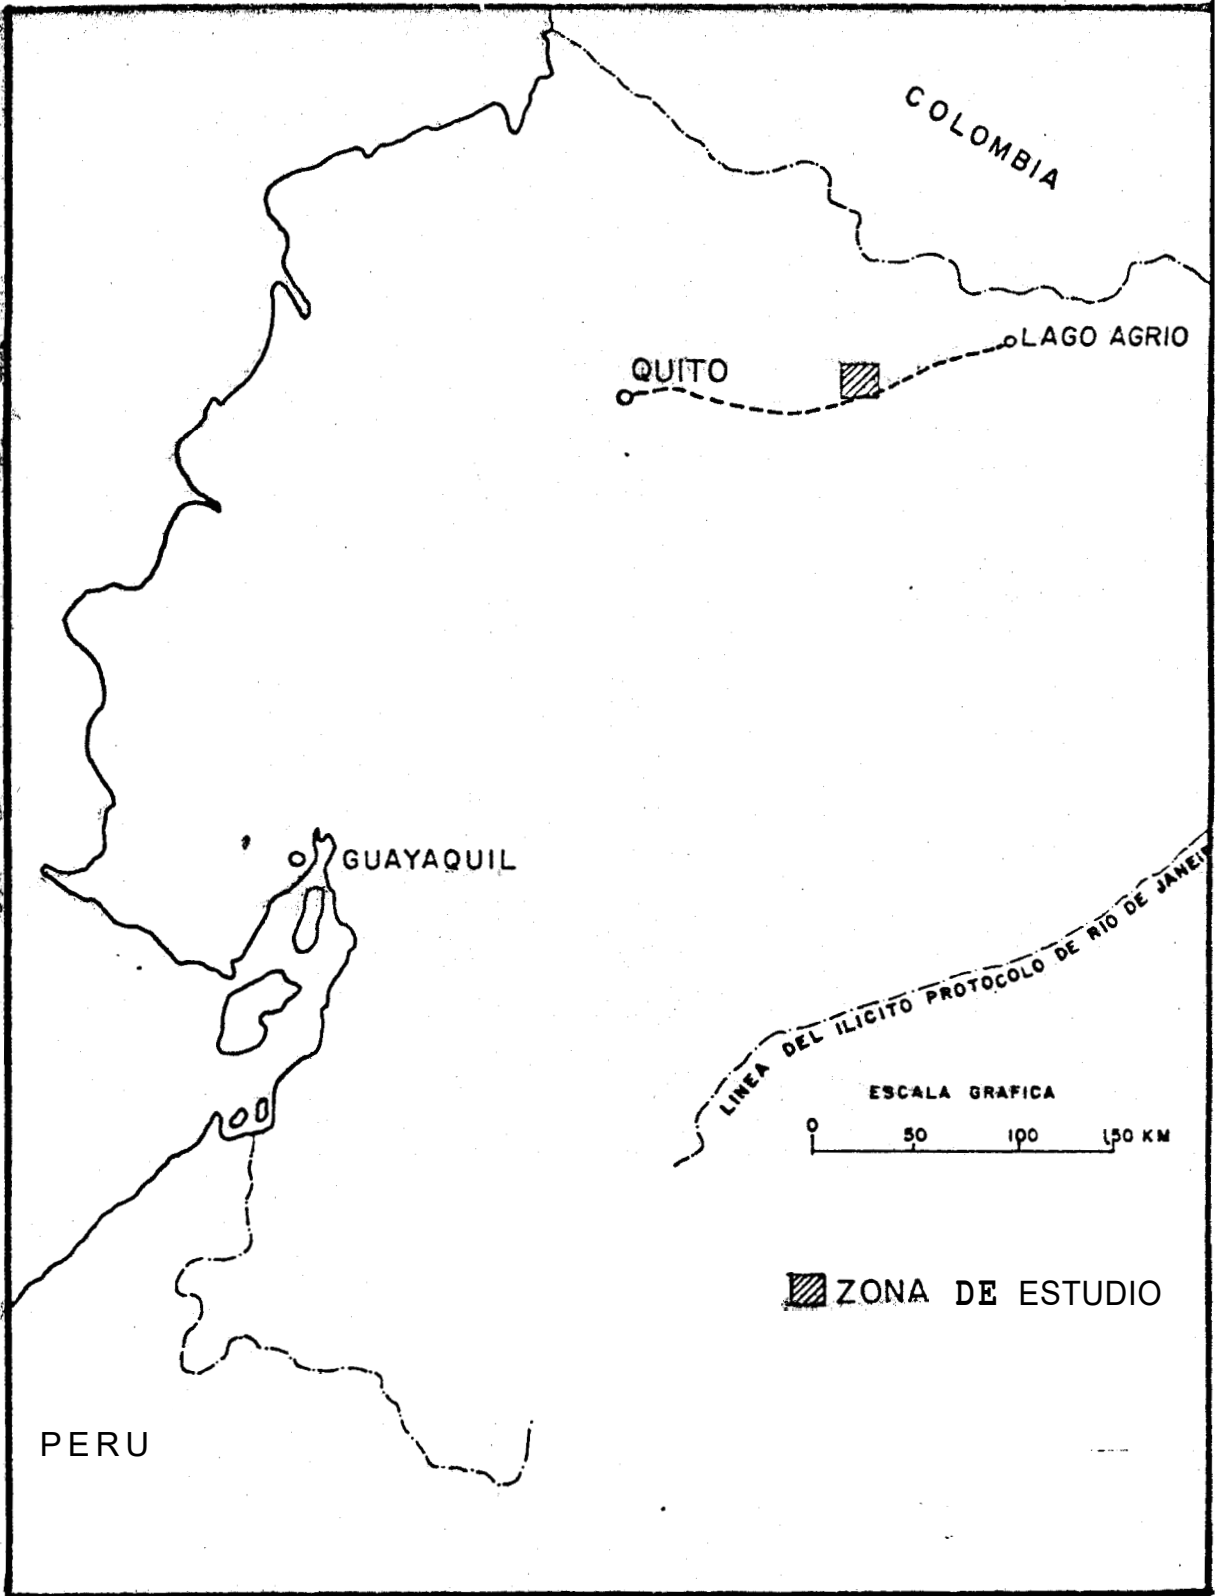 COLOMBIA
LAGO AGRIO
QUITO
GUAYAQUIL
LINEA DEL ILICITO PROTOCOLO DE RIO DE JANEIR
ESCALA GRAFICA
0 50 100 150 KM
ZONA DE ESTUDIO
PERU